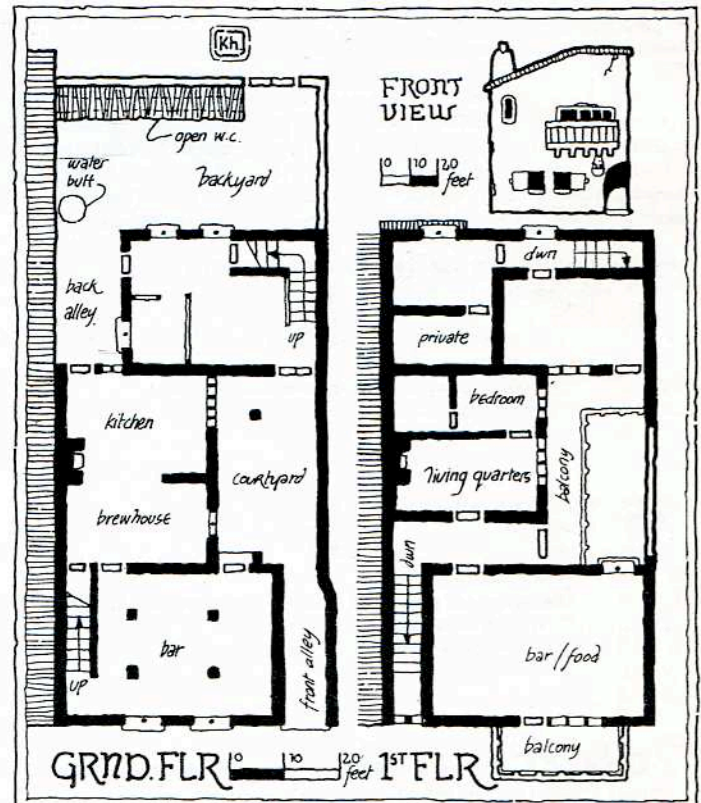 Kh.
FRONT
VIEW
0 10 20
feet
open w.c.
water
butt
backyard
back
alley.
up
kitchen
courtyard
brewhouse
bar
up
front alley
dwn
private
bedroom
living quarters
balcony
dwn
bar/food
balcony
GRND. FLR
0 10 20
feet
1ST FLR